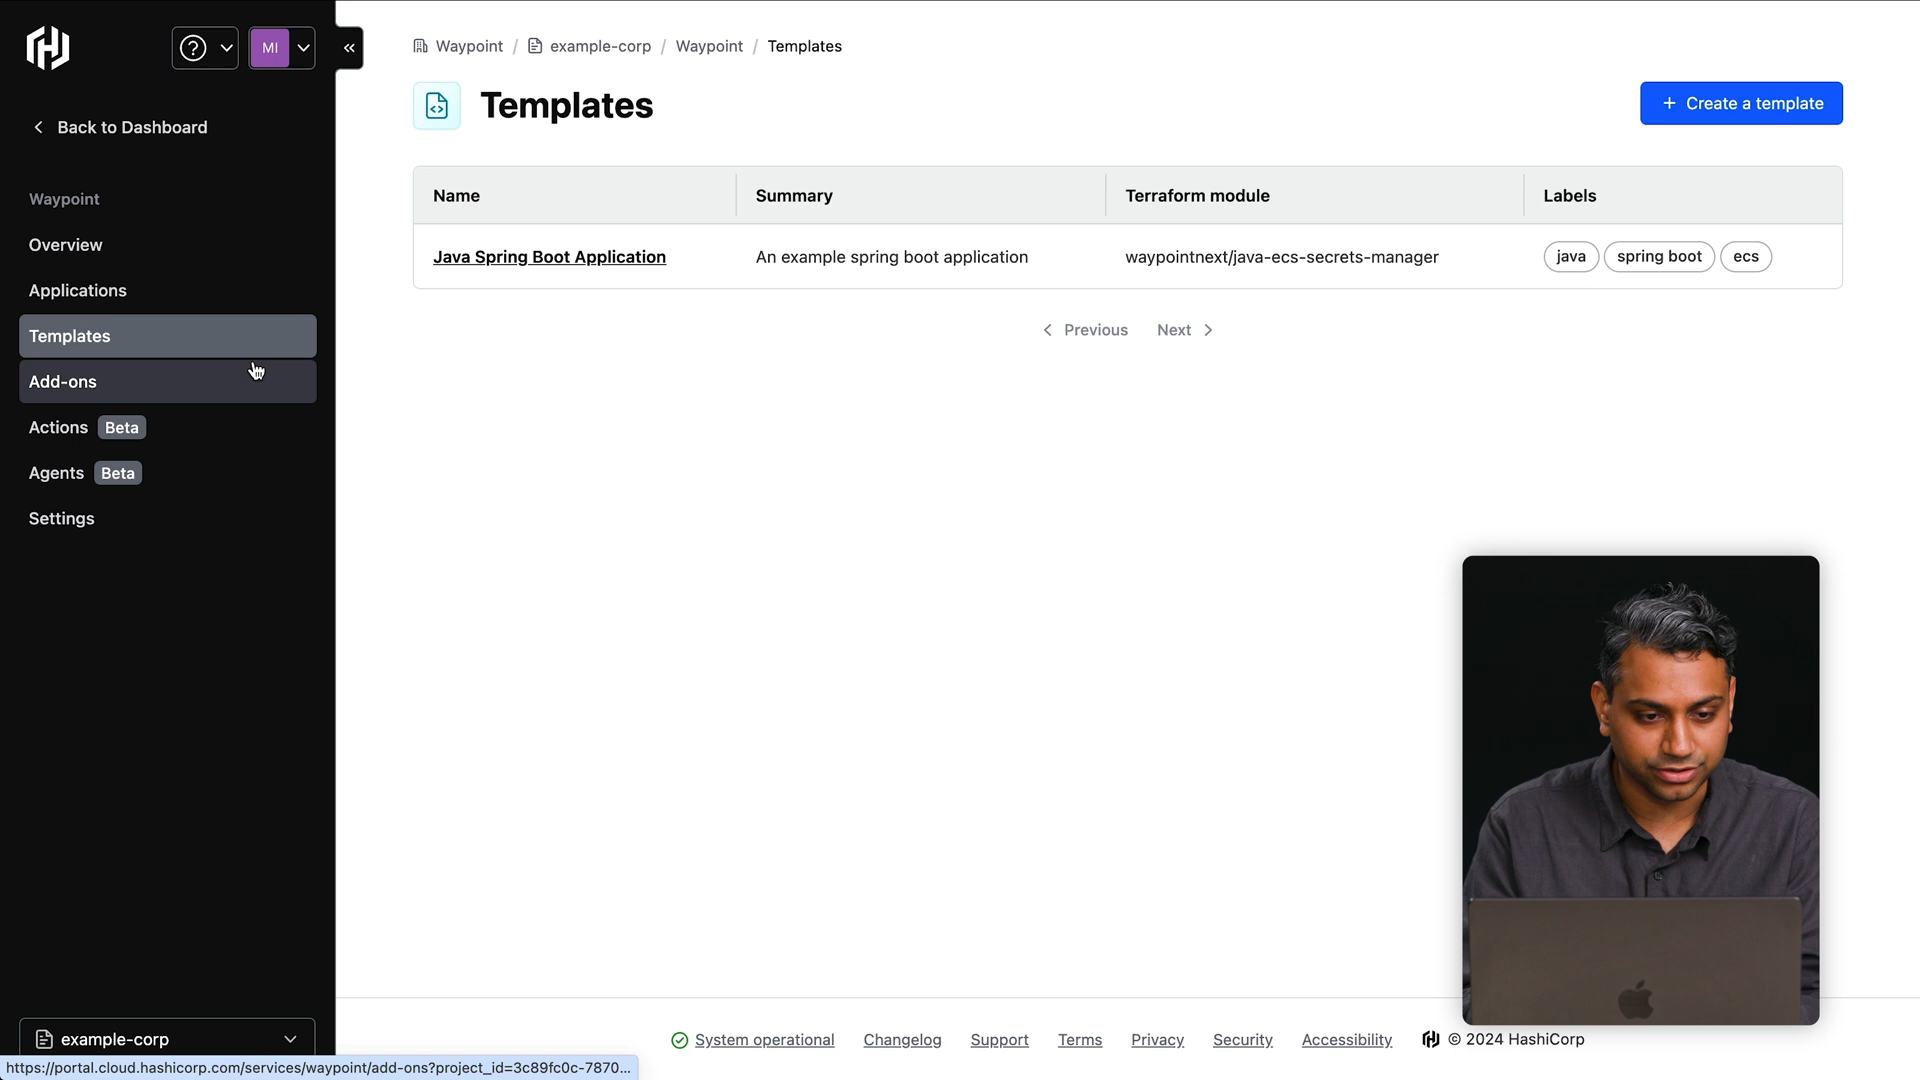 MI
Waypoint / example-corp / Waypoint / Templates
Back to Dashboard
Templates
+ Create a template
Waypoint
Overview
Applications
Templates
Add-ons
Actions Beta
Agents Beta
Settings
Name Summary Terraform module Labels
Java Spring Boot Application An example spring boot application waypointnext/java-ecs-secrets-manager java spring boot ecs
Previous Next
example-corp
System operational Changelog Support Terms Privacy Security Accessibility © 2024 HashiCorp
https://portal.cloud.hashicorp.com/services/waypoint/add-ons?project_id=3c89fc0c-7870...